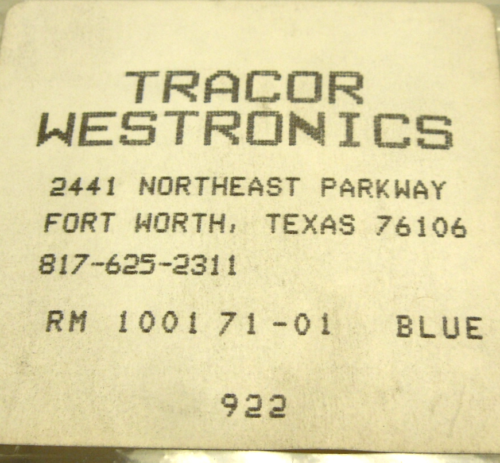 TRACOR
WESTRONICS
2441 NORTHEAST PARKWAY
FORT WORTH, TEXAS 76106
817-625-2311
RM 100171-01 BLUE
922